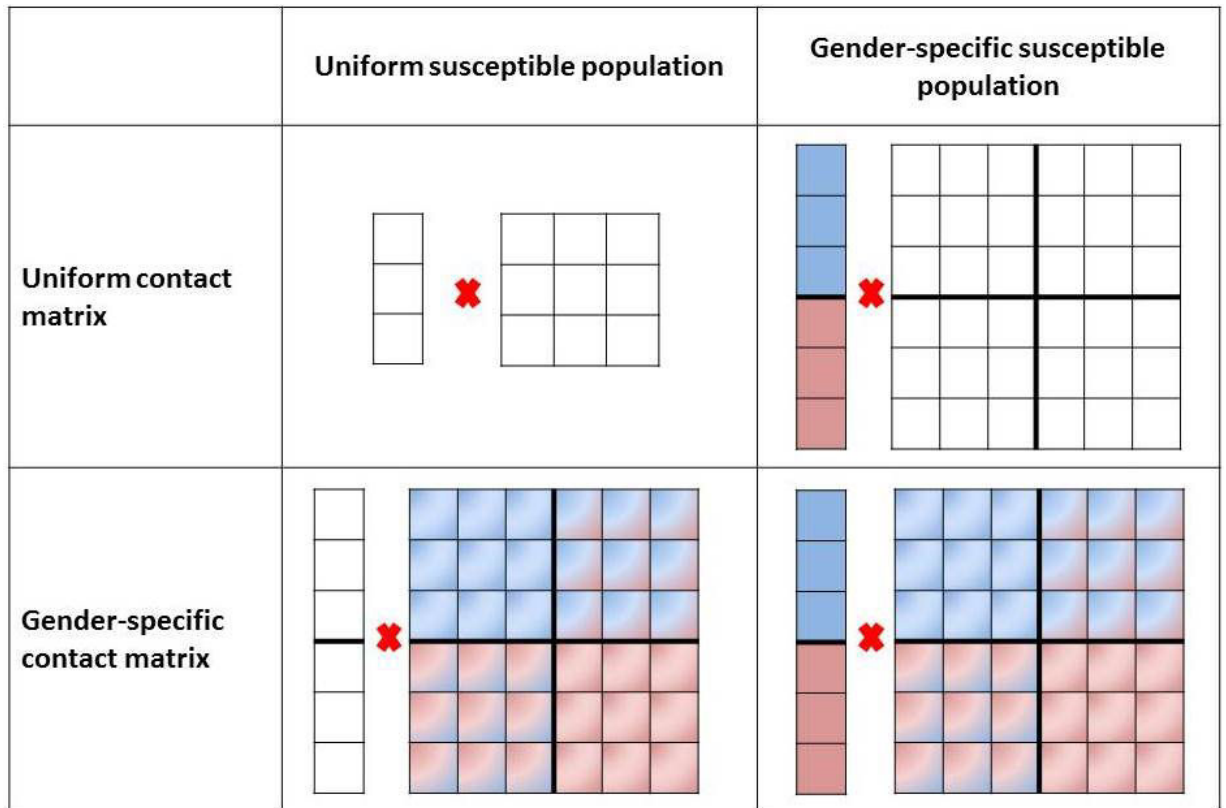 Uniform susceptible population
Gender-specific susceptible
population
Uniform contact
matrix
Gender-specific
contact matrix